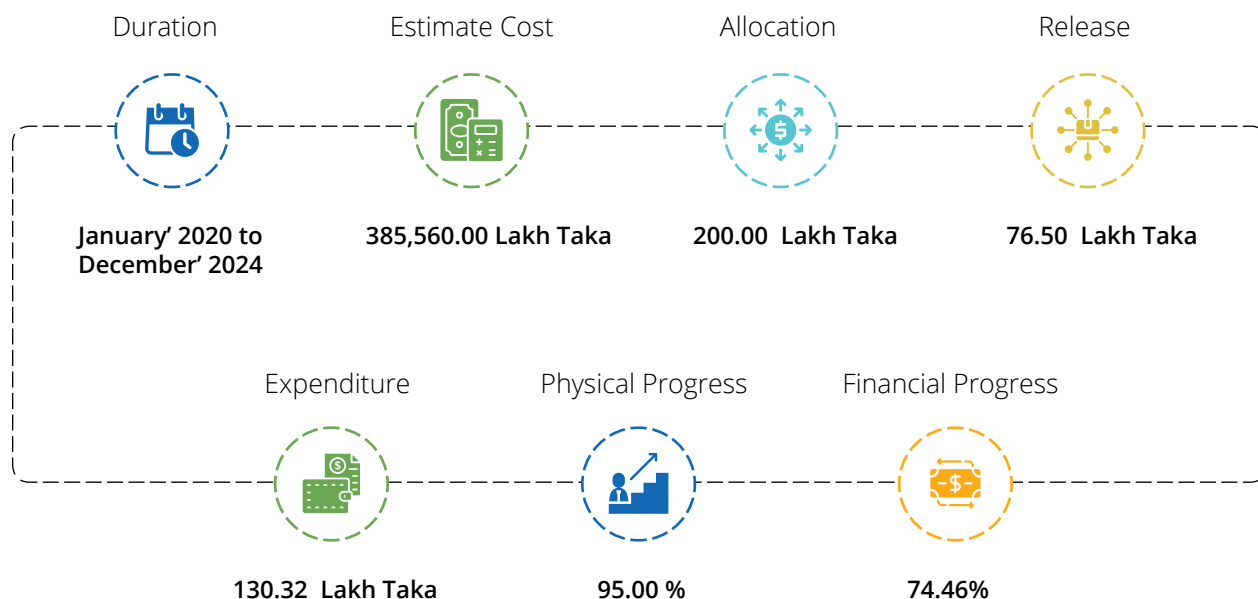 Duration
Estimate Cost
Allocation
Release
January’ 2020 to
December’ 2024
385,560.00 Lakh Taka
200.00 Lakh Taka
76.50 Lakh Taka
Expenditure
Physical Progress
Financial Progress
130.32 Lakh Taka
95.00 %
74.46%